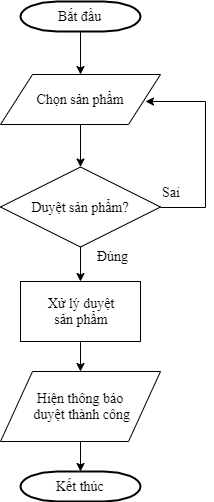 Bắt đầu
Chọn sản phẩm
Duyệt sản phẩm?
Sai
Đúng
Xử lý duyệt
sản phẩm
Hiện thông báo
duyệt thành công
Kết thúc